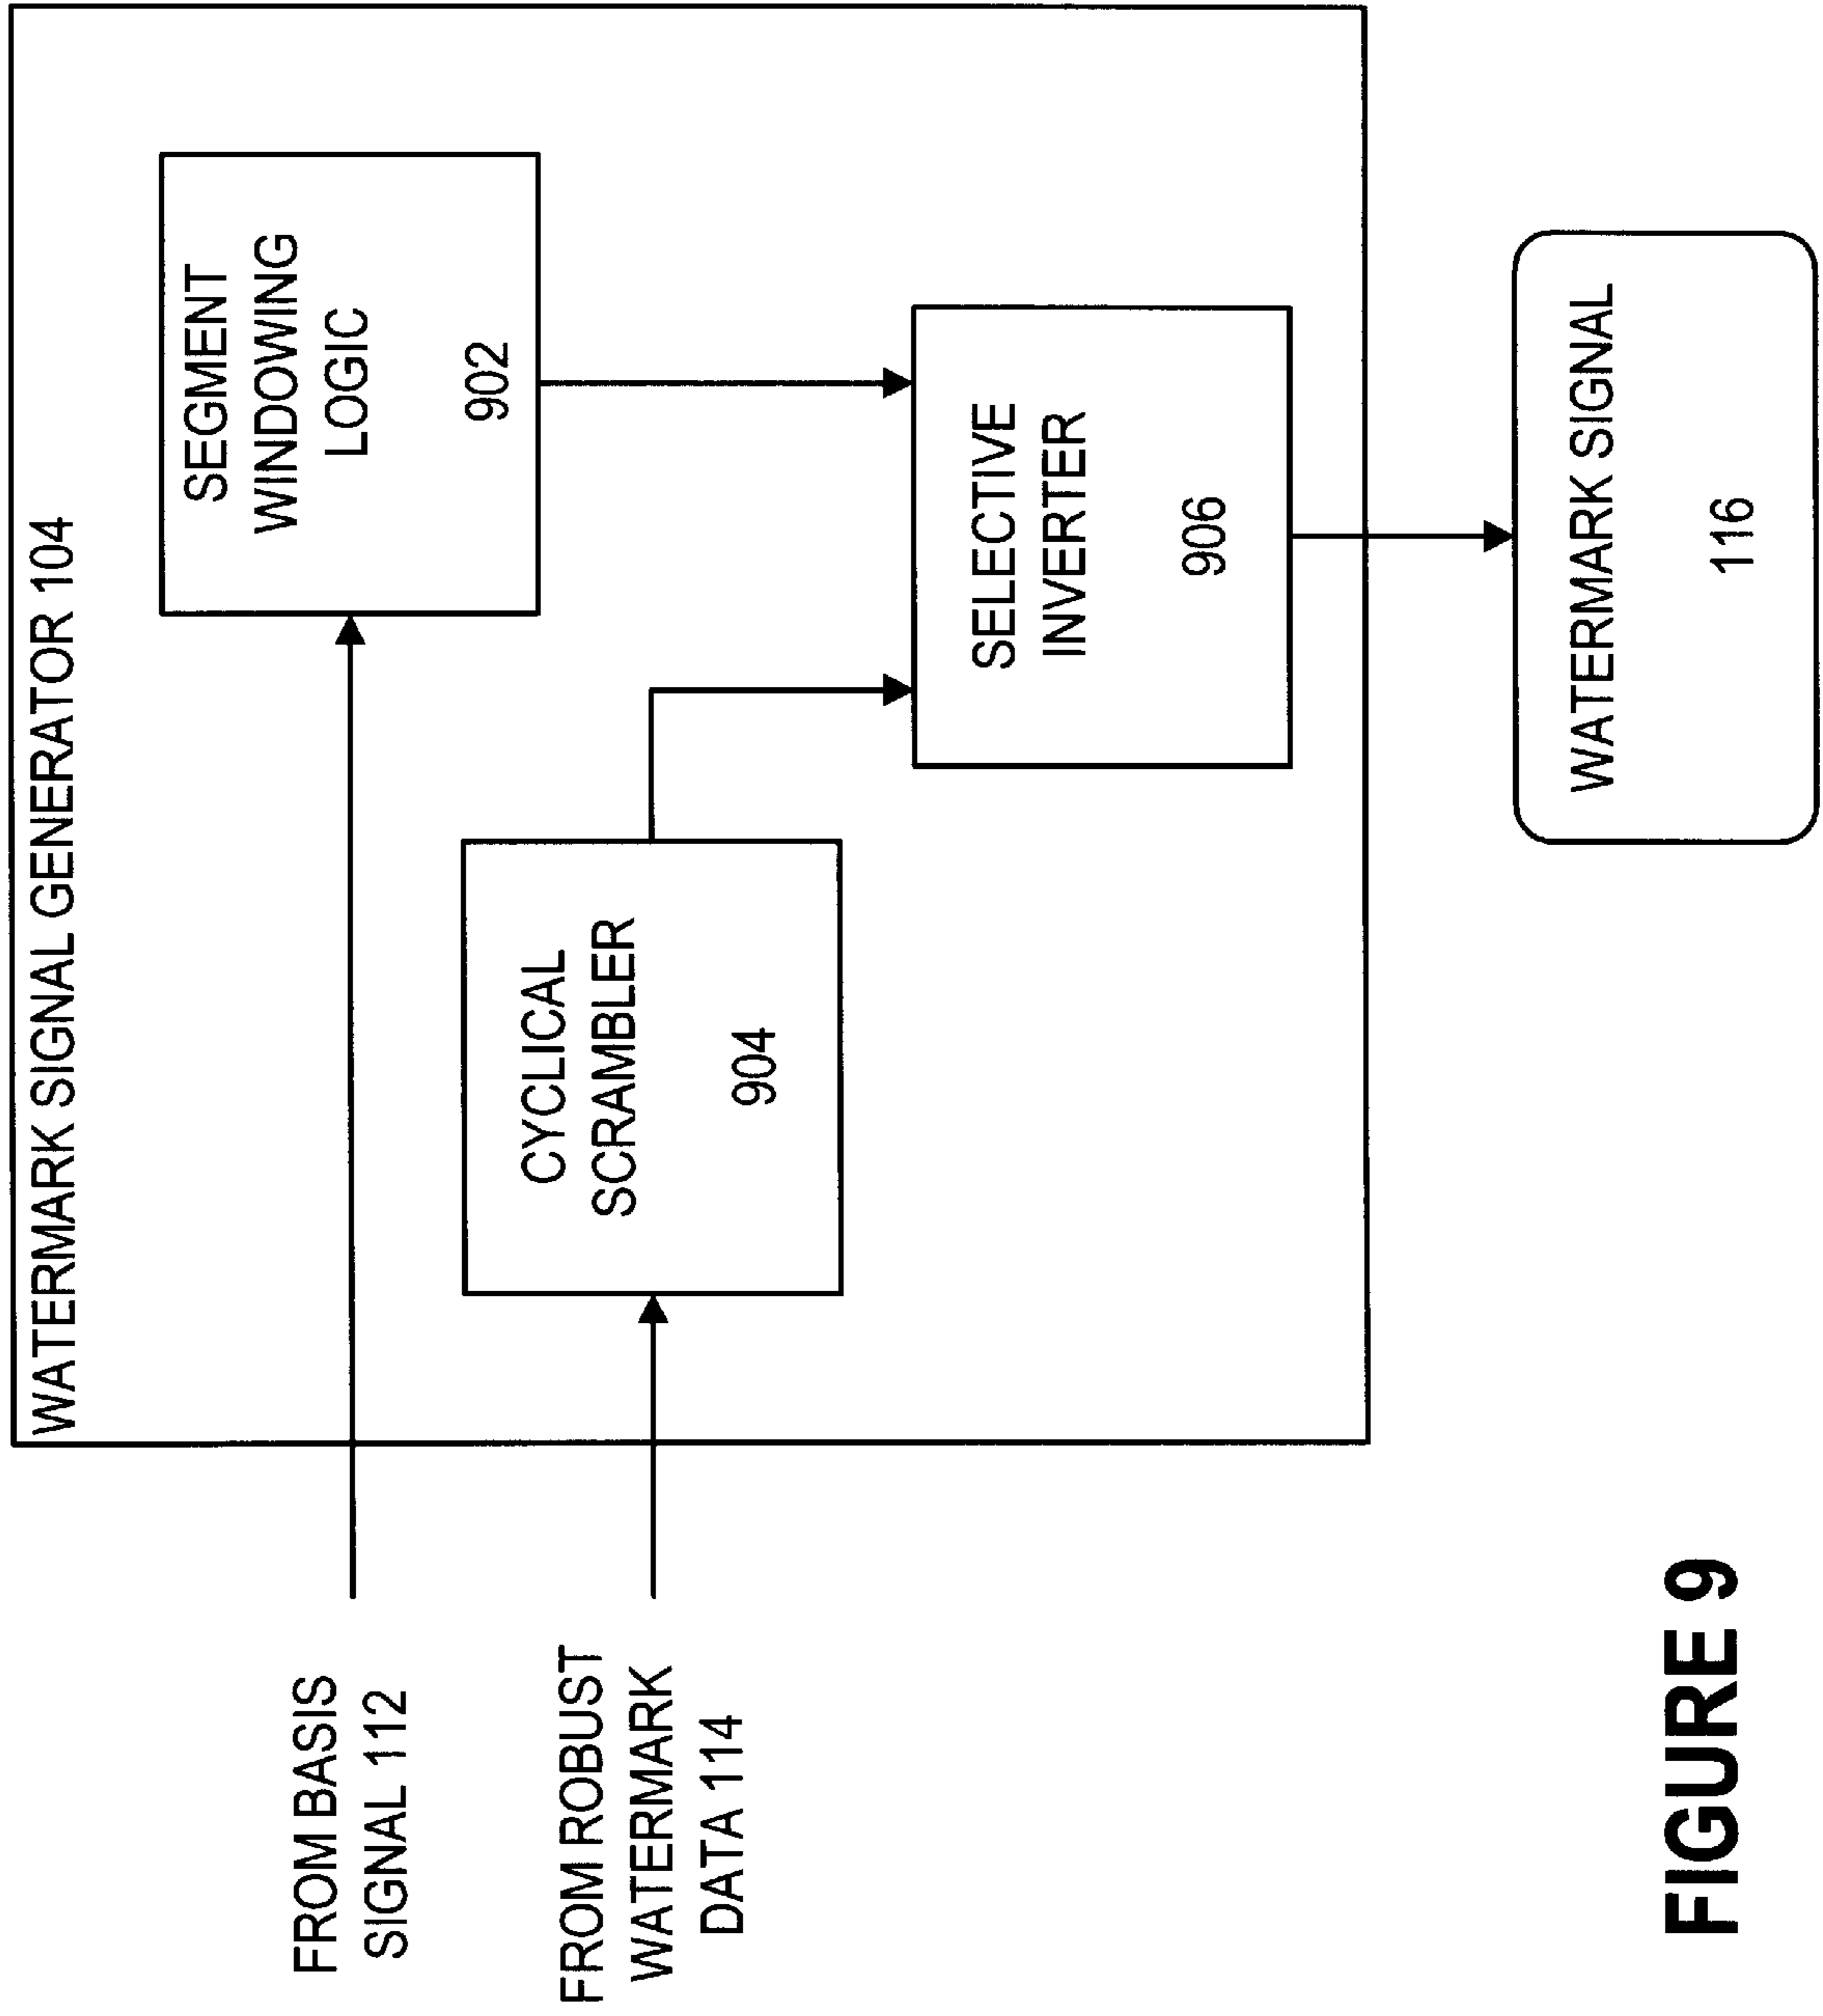 WATERMARK SIGNAL GENERATOR 104
FROM BASIS
SIGNAL 112
SEGMENT
WINDOWING
LOGIC
902
FROM ROBUST
WATERMARK
DATA 114
CYCLICAL
SCRAMBLER
904
SELECTIVE
INVERTER
906
WATERMARK SIGNAL
116
FIGURE 9